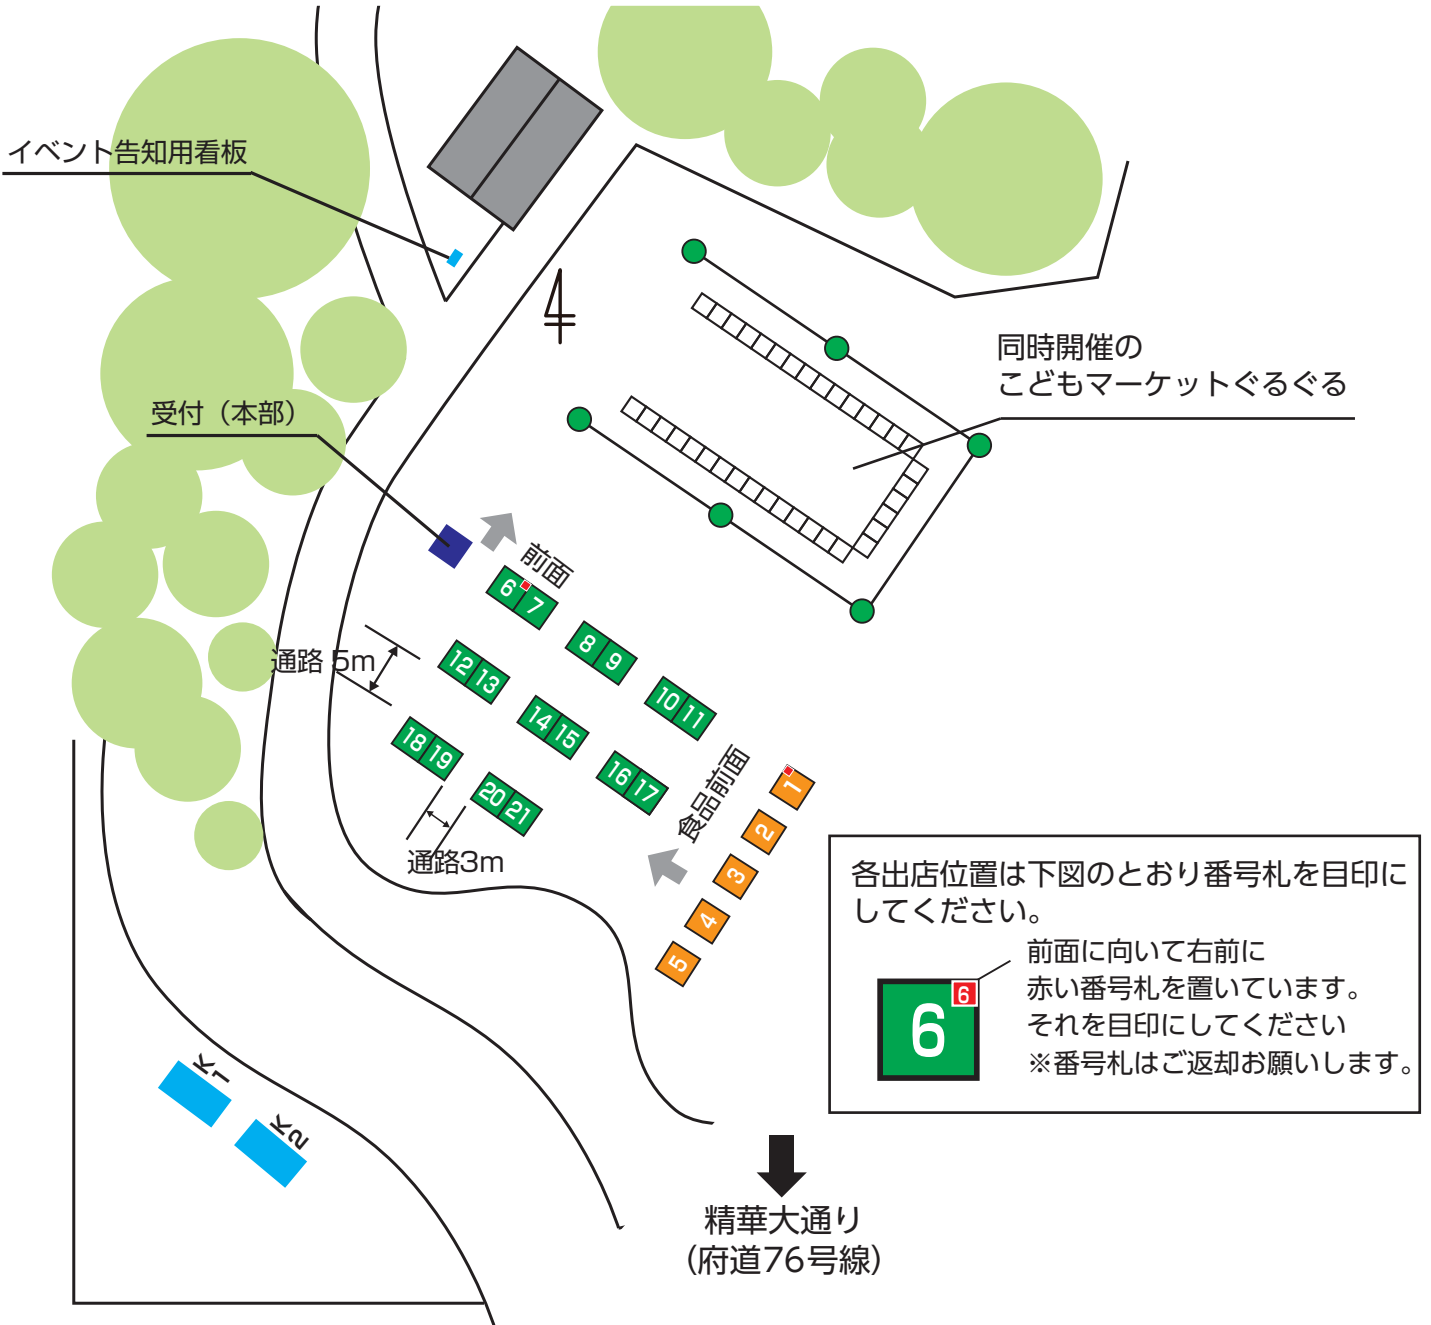 イベント告知用看板
同時開催の
こどもマーケットぐるぐる
受付（本部）
前面
6 7
8 9
10 11
通路 5m
12 13
14 15
16 17
18 19
20 21
通路3m
食品前面
1
2
3
4
5
各出店位置は下図のとおり番号札を目印に
してください。
6
6
前面に向いて右前に
赤い番号札を置いています。
それを目印にしてください
※番号札はご返却お願いします。
K1
K2
精華大通り
（府道76号線）